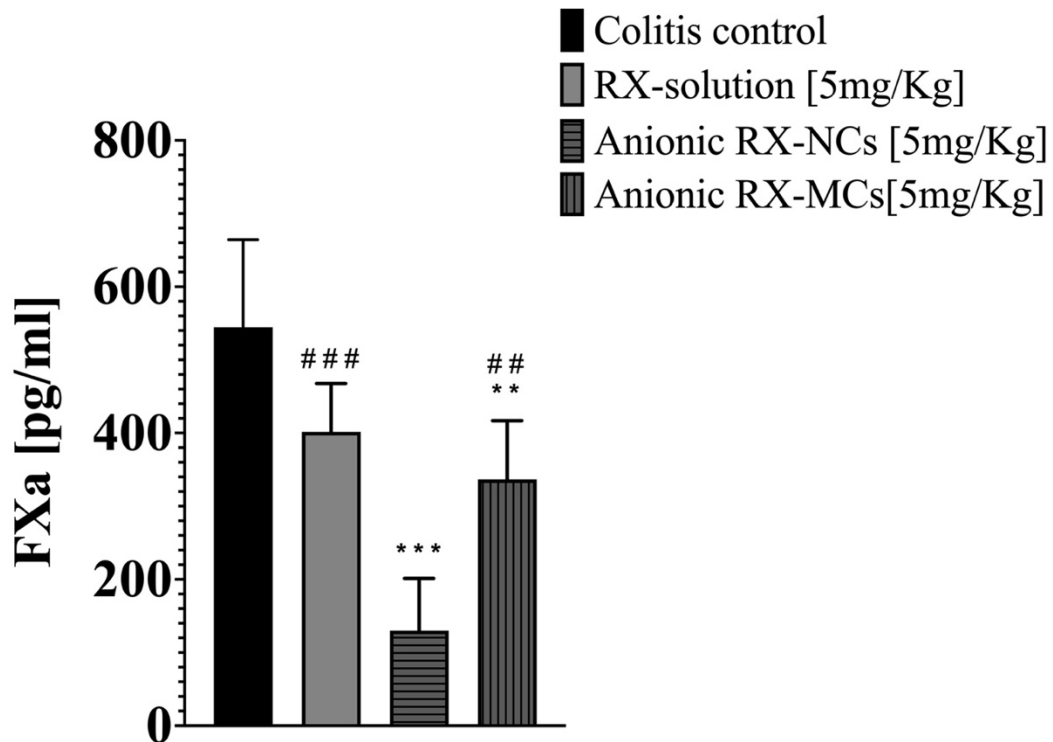 Colitis control
RX-solution [5mg/Kg]
Anionic RX-NCs [5mg/Kg]
Anionic RX-MCs[5mg/Kg]
FXa [pg/ml]
800
600
400
200
0
###
***
##
**